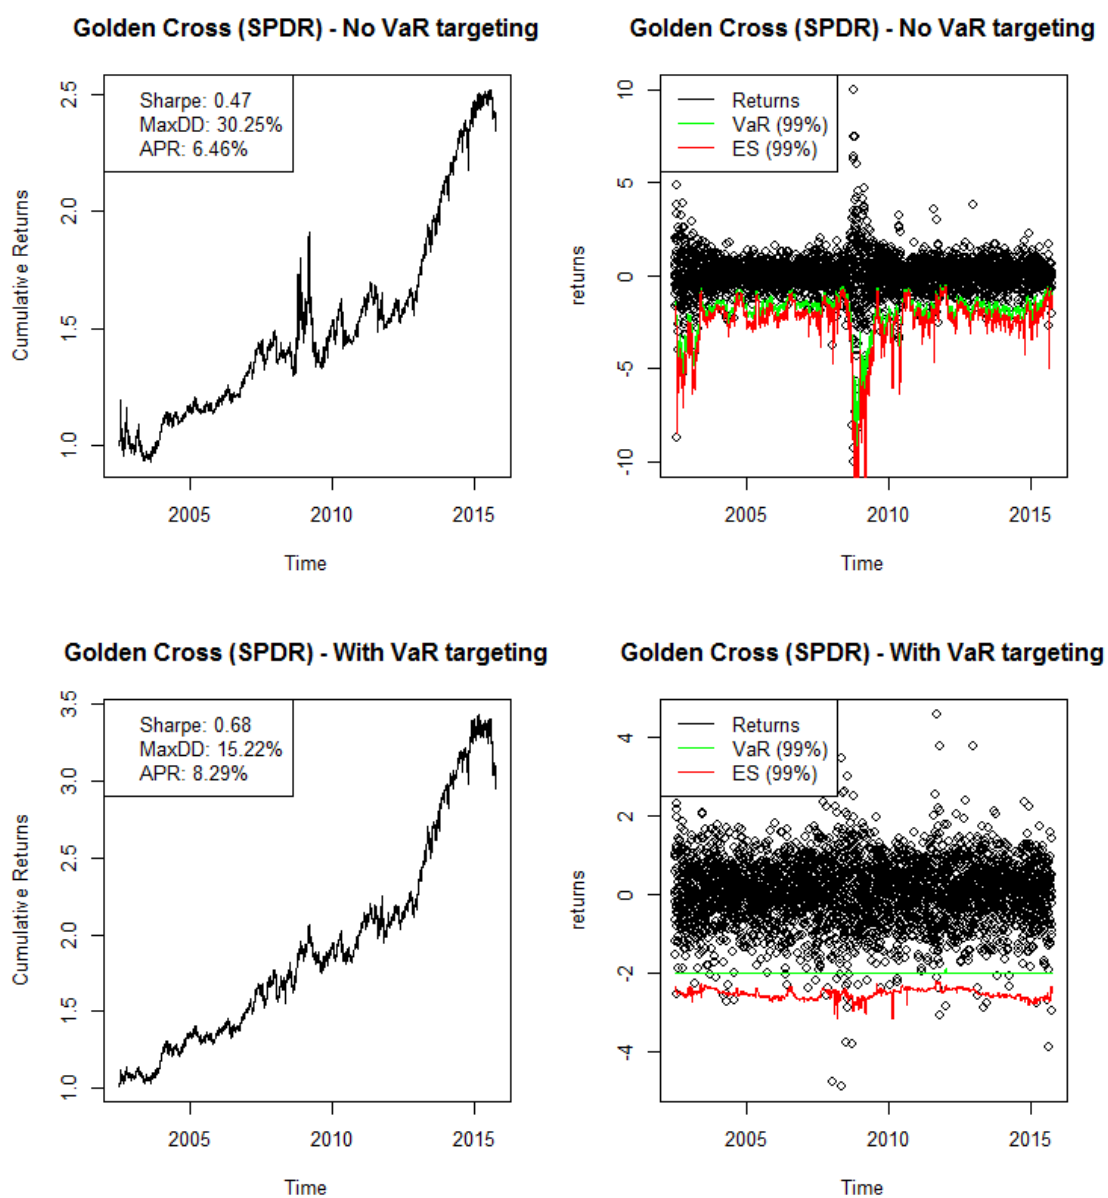 Golden Cross (SPDR) - No VaR targeting
Sharpe: 0.47
MaxDD: 30.25%
APR: 6.46%
Cumulative Returns
2.5
2.0
1.5
1.0
2005 2010 2015
Time
Golden Cross (SPDR) - No VaR targeting
Returns
VaR (99%)
ES (99%)
returns
10
5
0
-5
-10
2005 2010 2015
Time
Golden Cross (SPDR) - With VaR targeting
Sharpe: 0.68
MaxDD: 15.22%
APR: 8.29%
Cumulative Returns
3.5
3.0
2.5
2.0
1.5
1.0
2005 2010 2015
Time
Golden Cross (SPDR) - With VaR targeting
Returns
VaR (99%)
ES (99%)
returns
4
2
0
-2
-4
2005 2010 2015
Time